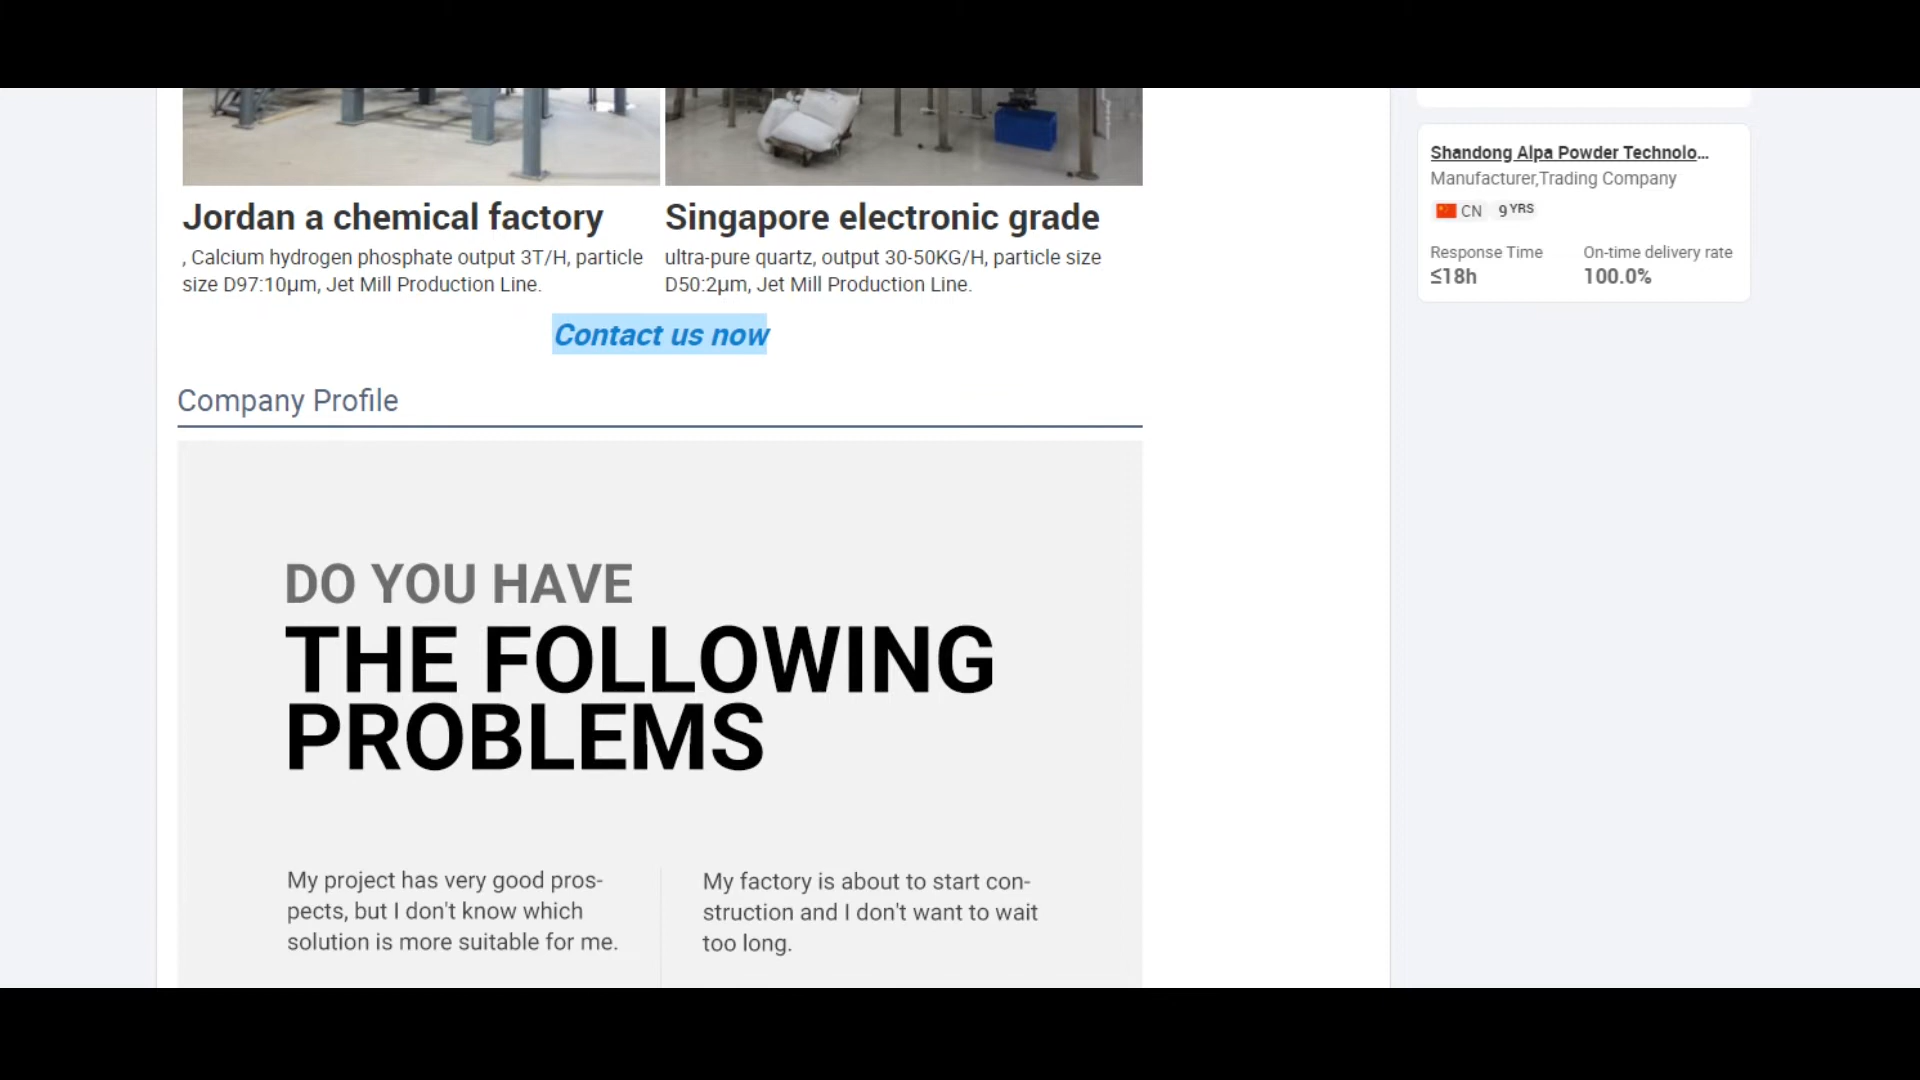 Jordan a chemical factory
, Calcium hydrogen phosphate output 3T/H, particle
size D97:10μm, Jet Mill Production Line.
Singapore electronic grade
ultra-pure quartz, output 30-50KG/H, particle size
D50:2μm, Jet Mill Production Line.
Contact us now
Company Profile
DO YOU HAVE
THE FOLLOWING
PROBLEMS
My project has very good pros-
pects, but I don't know which
solution is more suitable for me.
My factory is about to start con-
struction and I don't want to wait
too long.
Shandong Alpa Powder Technolo...
Manufacturer,Trading Company
CN 9 YRS
Response Time
≤18h
On-time delivery rate
100.0%